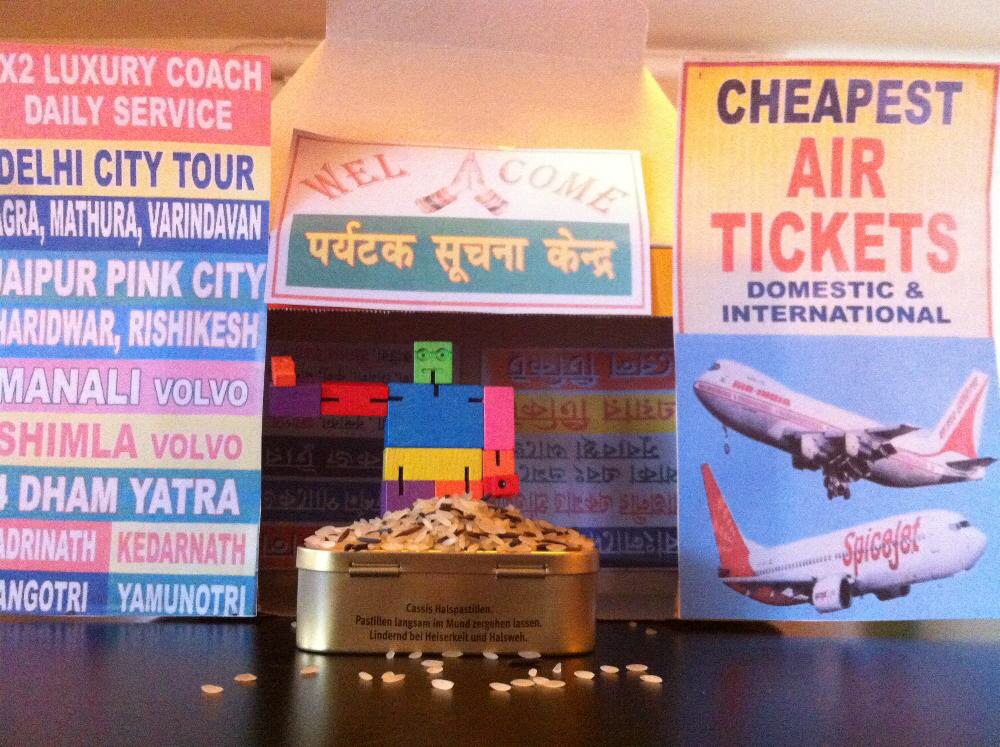 X2 LUXURY COACH
DAILY SERVICE
DELHI CITY TOUR
AGRA, MATHURA, VARINDAVAN
JAIPUR PINK CITY
HARIDWAR, RISHIKESH
MANALI VOLVO
SHIMLA VOLVO
4 DHAM YATRA
ADRINATH KEDARNATH
ANGOTRI YAMUNOTRI
WEL COME
पर्यटक सूचना केन्द्र
Cassis Halspastillen.
Pastillen langsam im Mund zergehen lassen.
Lindernd bei Heiserkeit und Halsweh.
CHEAPEST
AIR
TICKETS
DOMESTIC &
INTERNATIONAL
AIR INDIA
SpiceJet